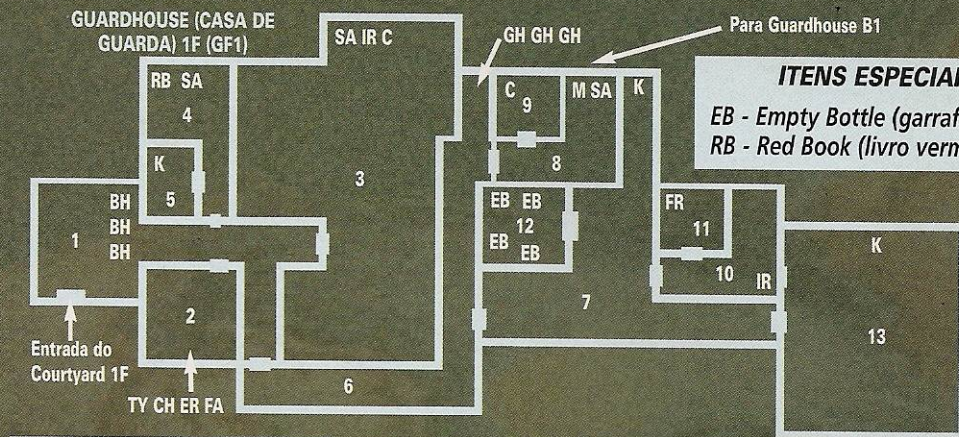 GUARDHOUSE (CASA DE
GUARDA) 1F (GF1)
SA IR C
GH GH GH
Para Guardhouse B1
ITENS ESPECIAI
EB - Empty Bottle (garraf
RB - Red Book (livro verm
RB SA
4
C
9
M SA
K
8
K
5
3
BH
BH
BH
1
EB EB
12
EB
EB
FR
11
10
IR
K
2
7
13
Entrada do
Courtyard 1F
6
TY CH ER FA